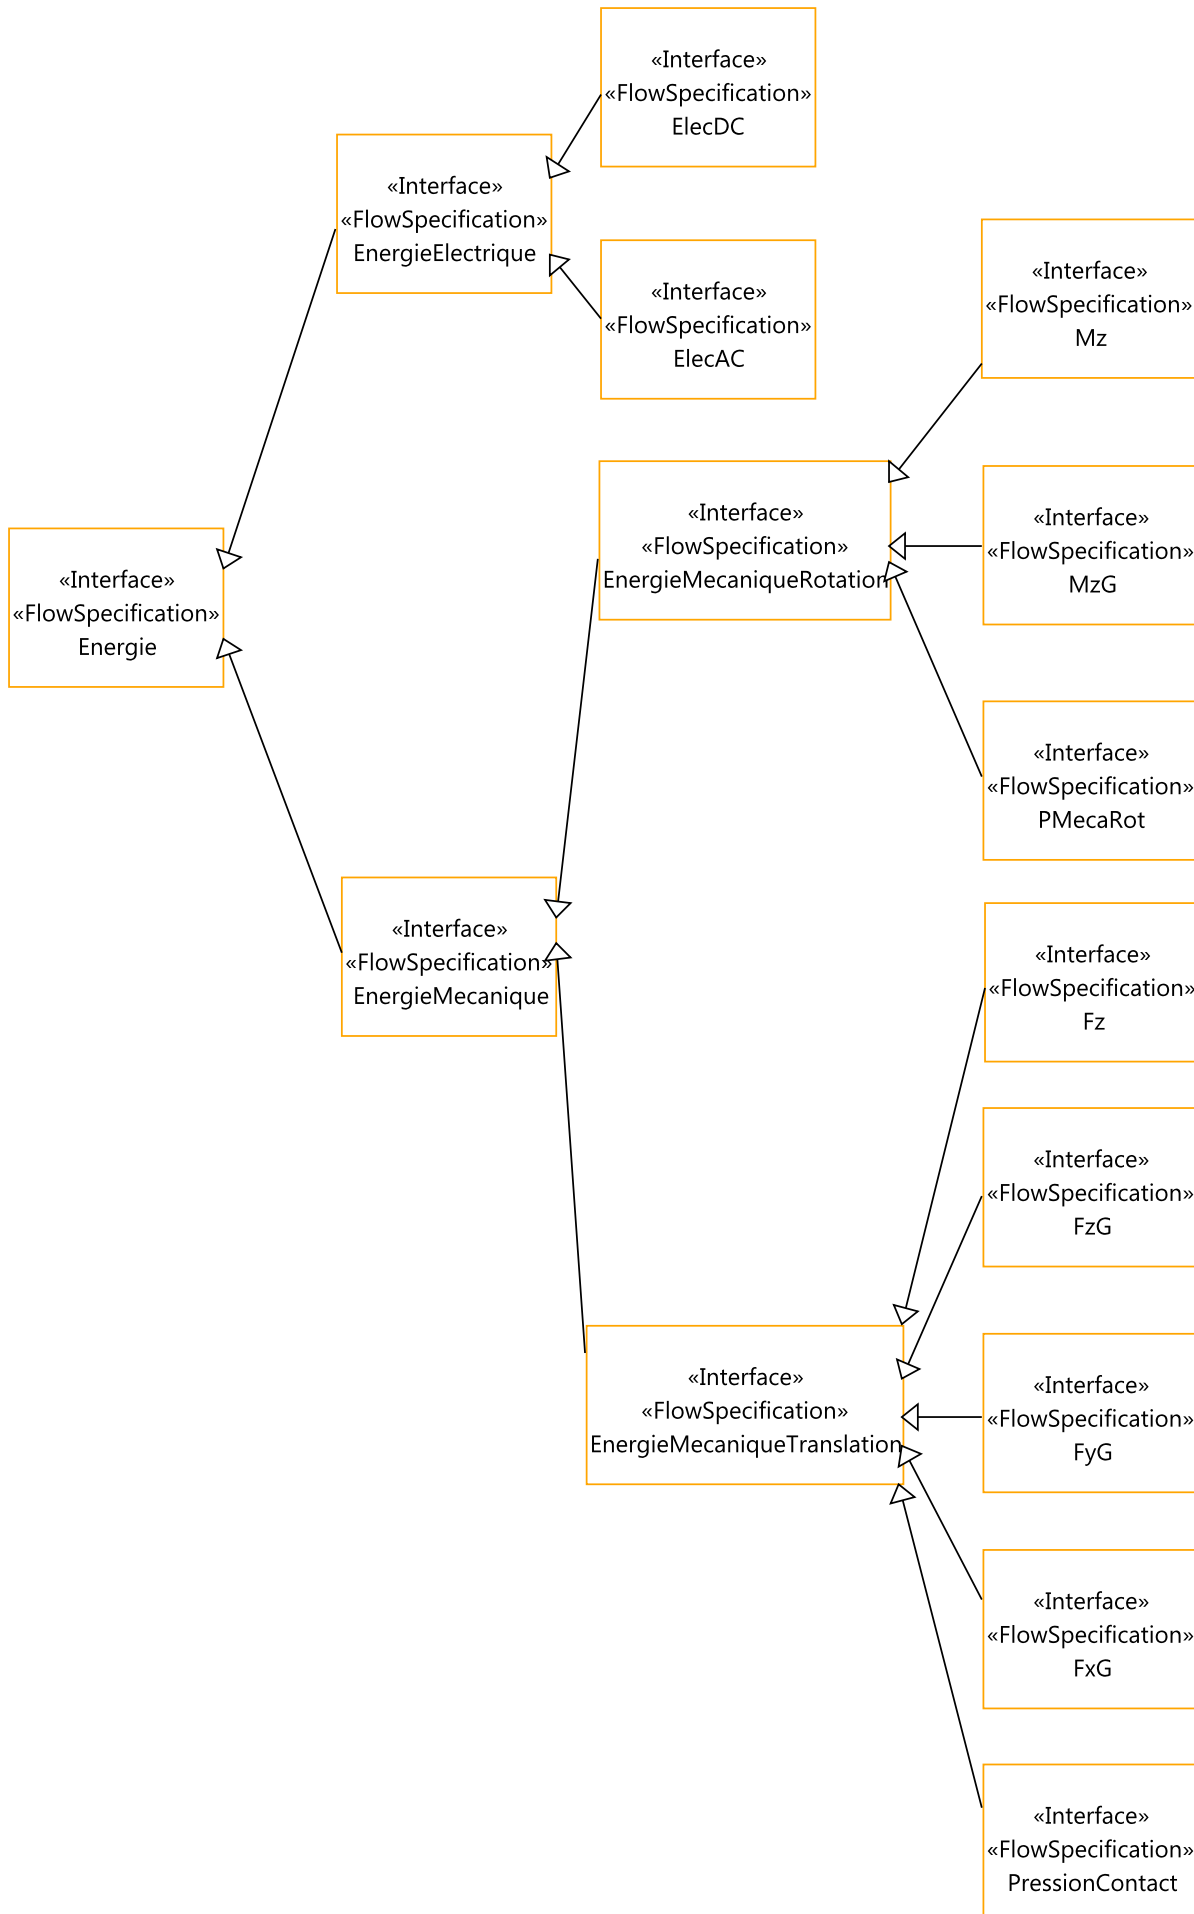 «Interface»
«FlowSpecification»
ElecDC
«Interface»
«FlowSpecification»
EnergieElectrique
«Interface»
«FlowSpecification»
ElecAC
«Interface»
«FlowSpecification»
Mz
«Interface»
«FlowSpecification»
EnergieMecaniqueRotation
«Interface»
«FlowSpecification»
MzG
«Interface»
«FlowSpecification»
Energie
«Interface»
«FlowSpecification»
PMecaRot
«Interface»
«FlowSpecification»
EnergieMecanique
«Interface»
«FlowSpecification»
Fz
«Interface»
«FlowSpecification»
FzG
«Interface»
«FlowSpecification»
EnergieMecaniqueTranslation
«Interface»
«FlowSpecification»
FyG
«Interface»
«FlowSpecification»
FxG
«Interface»
«FlowSpecification»
PressionContact